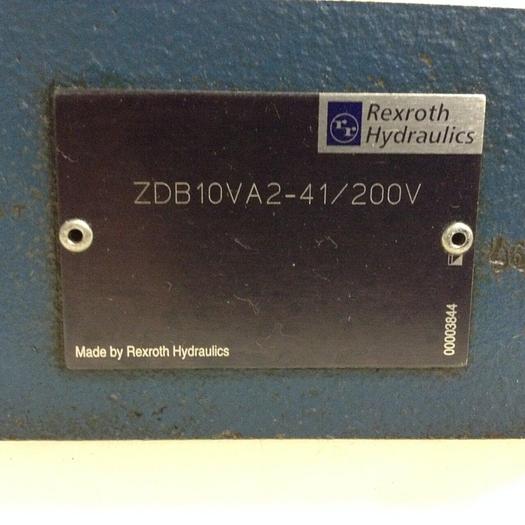 Rexroth
Hydraulics
ZDB10VA2-41/200V
Made by Rexroth Hydraulics
00003844